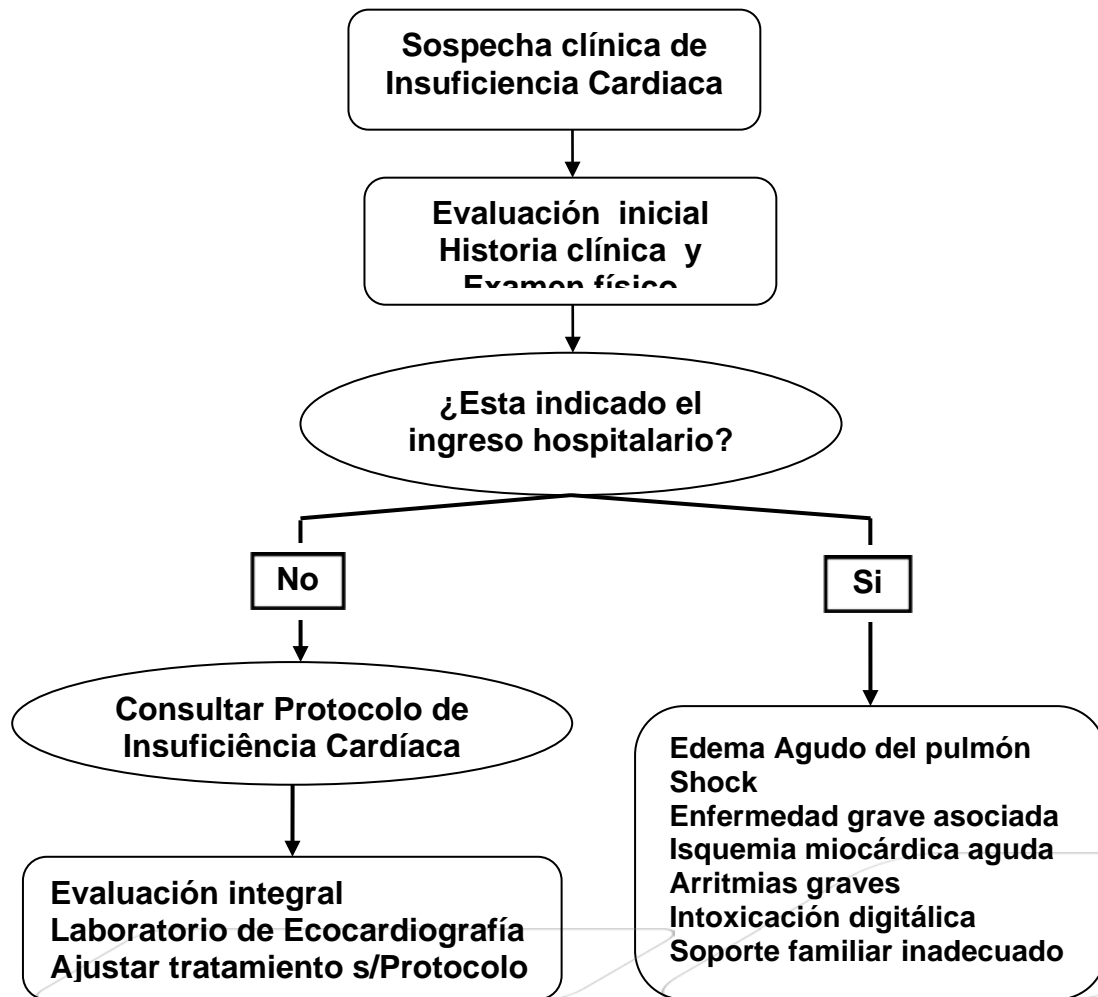 Sospecha clínica de
Insuficiencia Cardiaca
Evaluación inicial
Historia clínica y
Examen físico
¿Esta indicado el
ingreso hospitalario?
No
Si
Consultar Protocolo de
Insuficiência Cardíaca
Edema Agudo del pulmón
Shock
Enfermedad grave asociada
Isquemia miocárdica aguda
Arritmias graves
Intoxicación digitálica
Soporte familiar inadecuado
Evaluación integral
Laboratorio de Ecocardiografía
Ajustar tratamiento s/Protocolo